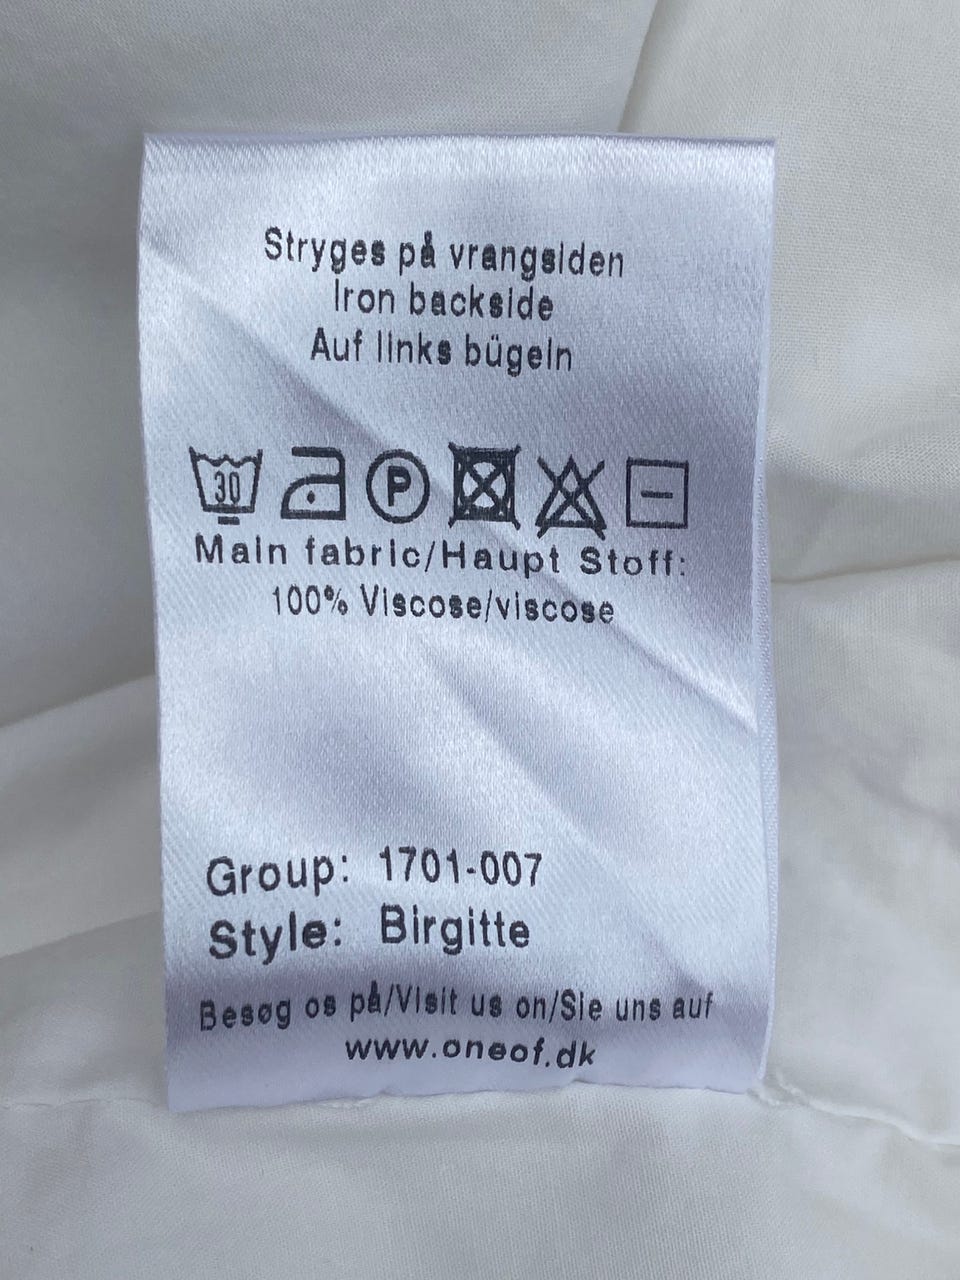 Stryges på vrangsiden
Iron backside
Auf links bügeln
30 P
Main fabric/Haupt Stoff:
100% Viscose/viscose
Group: 1701-007
Style: Birgitte
Besøg os på/Visit us on/Sie uns auf
www.oneof.dk